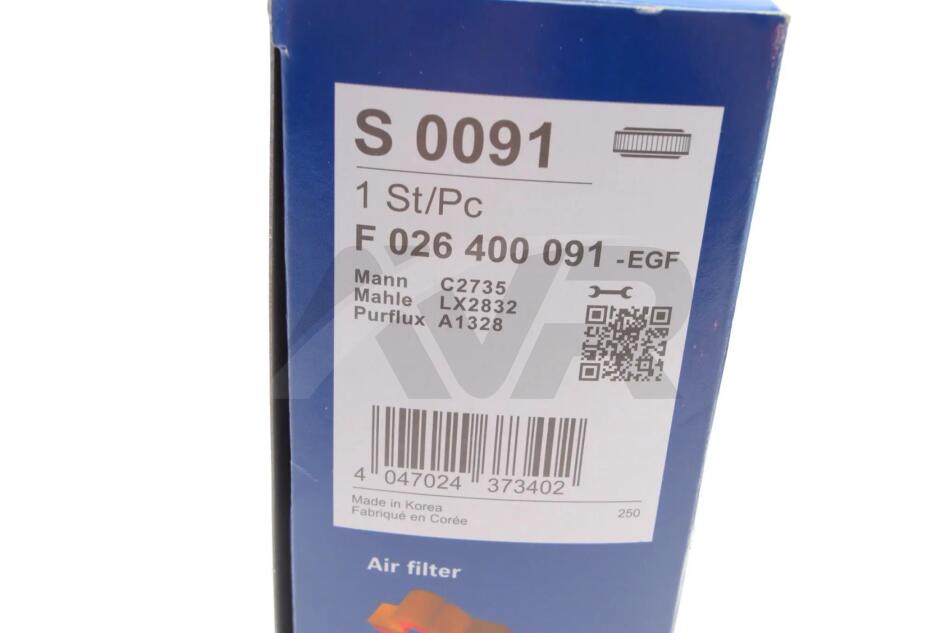 S 0091
1 St/Pc
F 026 400 091 -EGF
Mann C2735
Mahle LX2832
Purflux A1328
AVR
4 047024 373402
Made in Korea
Fabriqué en Corée
250
Air filter